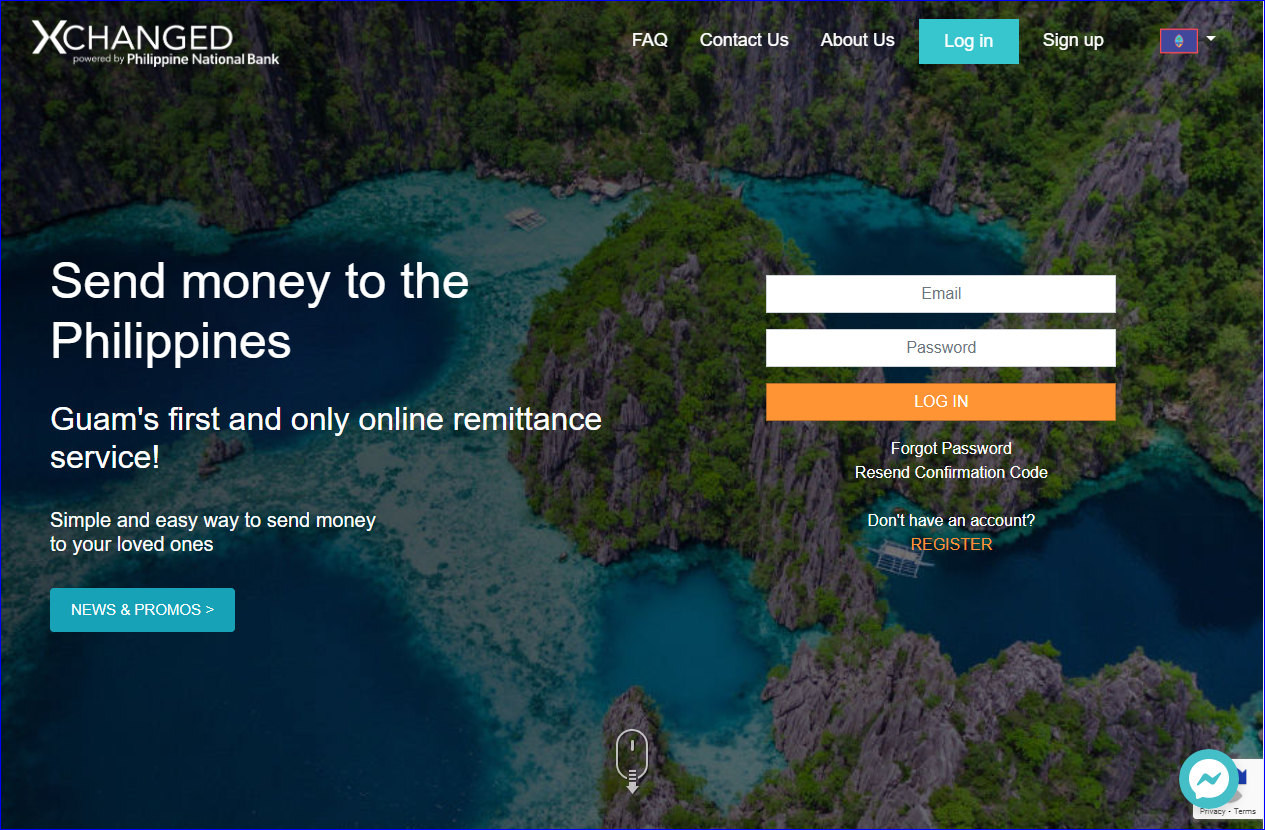 XCHANGED
powered by Philippine National Bank
FAQ
Contact Us
About Us
Log in
Sign up
Send money to the
Philippines
Guam's first and only online remittance
service!
Simple and easy way to send money
to your loved ones
NEWS & PROMOS >
Email
Password
LOG IN
Forgot Password
Resend Confirmation Code
Don't have an account?
REGISTER
Privacy - Terms